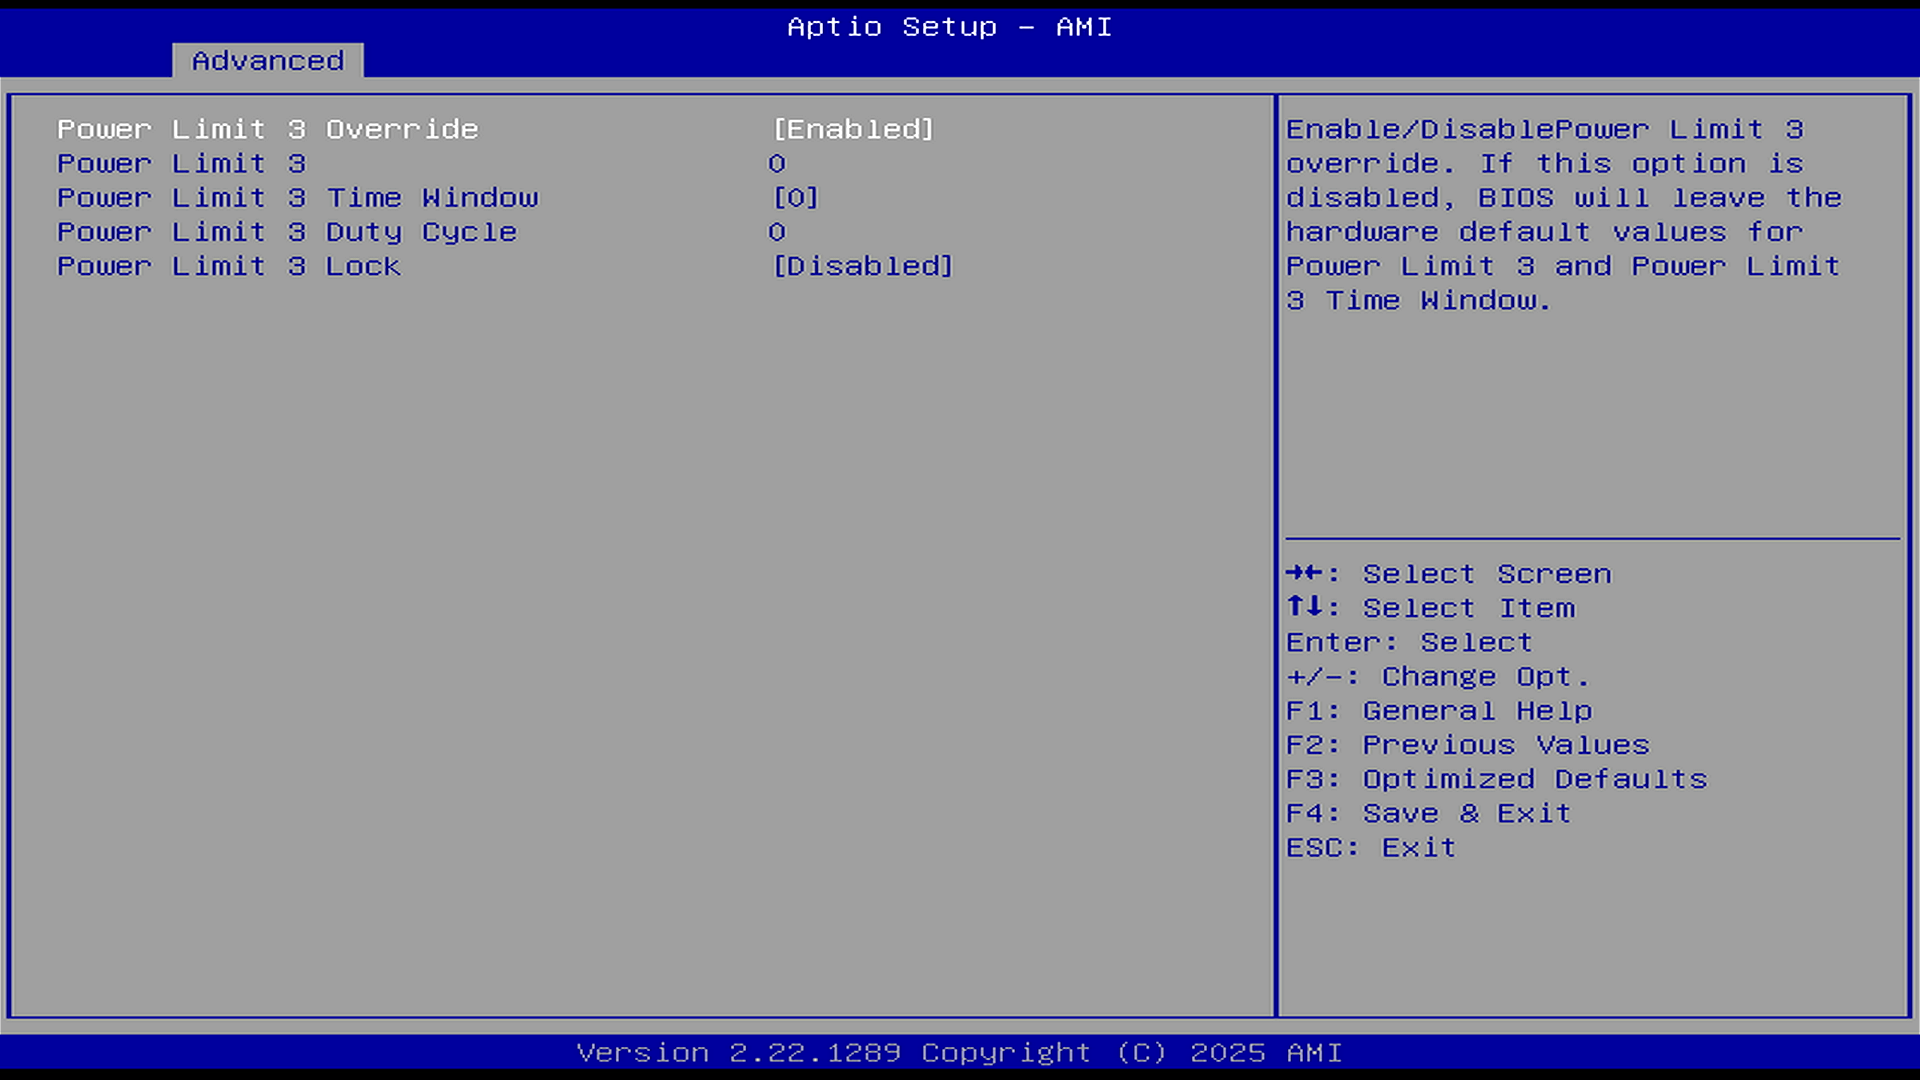 Aptio Setup - AMI
Advanced
Power Limit 3 Override [Enabled]
Power Limit 3 0
Power Limit 3 Time Window [0]
Power Limit 3 Duty Cycle 0
Power Limit 3 Lock [Disabled]
Enable/DisablePower Limit 3
override. If this option is
disabled, BIOS will leave the
hardware default values for
Power Limit 3 and Power Limit
3 Time Window.
→←: Select Screen
↑↓: Select Item
Enter: Select
+/-: Change Opt.
F1: General Help
F2: Previous Values
F3: Optimized Defaults
F4: Save & Exit
ESC: Exit
Version 2.22.1289 Copyright (C) 2025 AMI